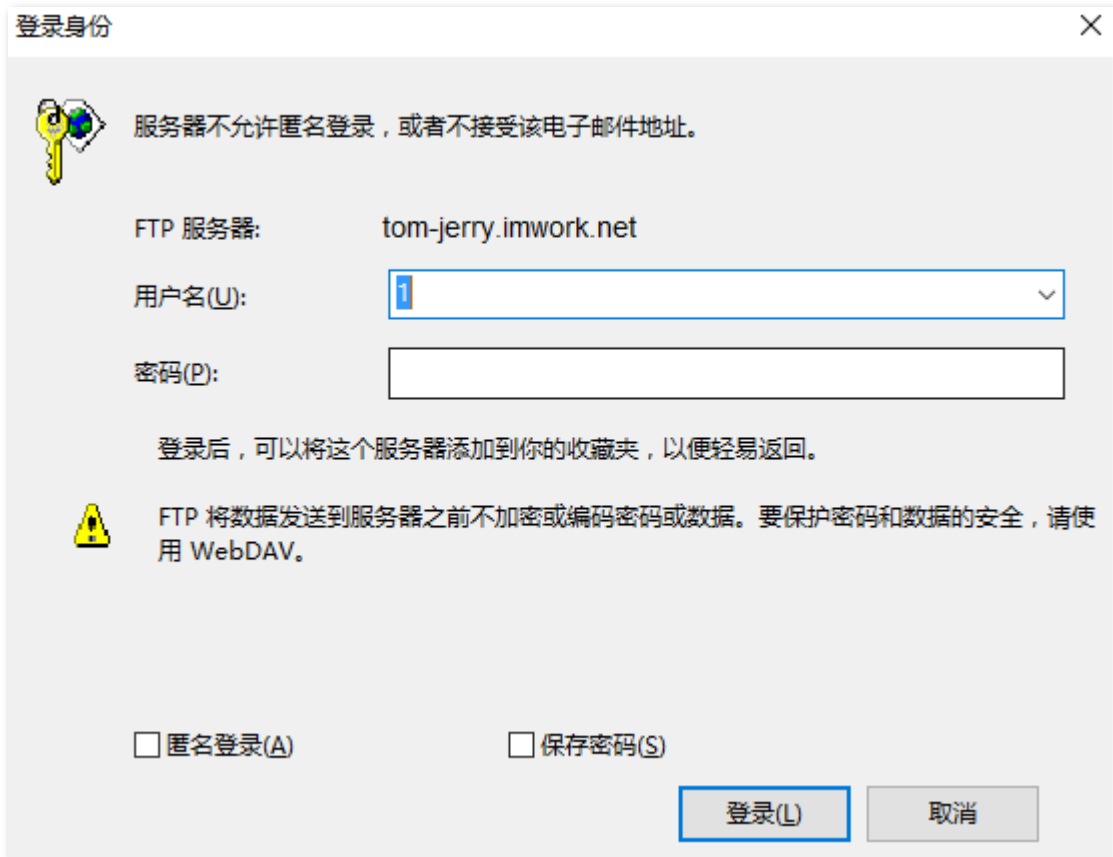 登录身份
服务器不允许匿名登录，或者不接受该电子邮件地址。
FTP 服务器: tom-jerry.imwork.net
用户名(U): 1
密码(P):
登录后，可以将这个服务器添加到你的收藏夹，以便轻易返回。
FTP 将数据发送到服务器之前不加密或编码密码或数据。要保护密码和数据的安全，请使
用 WebDAV。
匿名登录(A) 保存密码(S)
登录(L) 取消